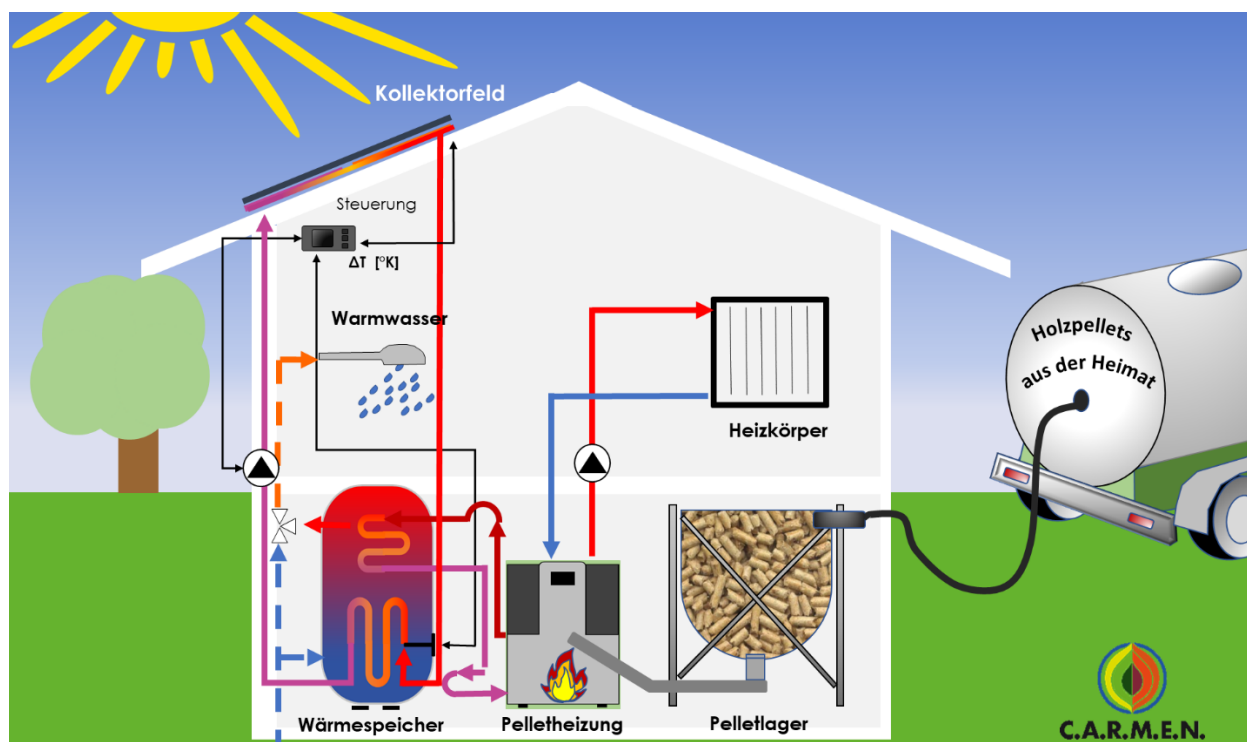 Kollektorfeld
Steuerung
ΔT [°K]
Warmwasser
Holzpellets
aus der Heimat
Heizkörper
Wärmespeicher
Pelletheizung
Pelletlager
C.A.R.M.E.N.